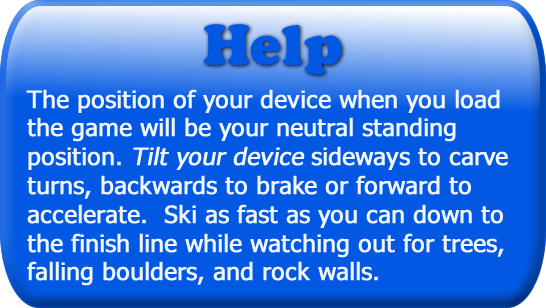 Help
The position of your device when you load
the game will be your neutral standing
position. Tilt your device sideways to carve
turns, backwards to brake or forward to
accelerate.  Ski as fast as you can down to
the finish line while watching out for trees,
falling boulders, and rock walls.